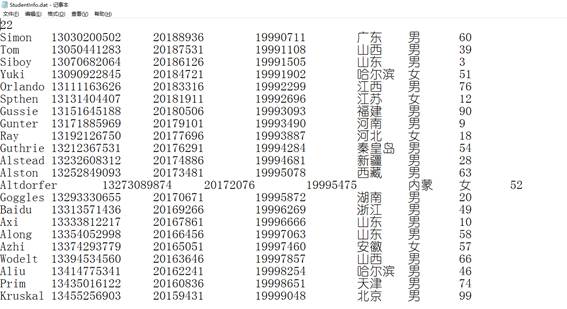 StudentInfo.dat - 记事本
文件(F) 编辑(E) 格式(O) 查看(V) 帮助(H)
22
Simon 13030200502 20188936 19990711 广东 男 60
Tom 13050441283 20187531 19991108 山西 男 39
Siboy 13070682064 20186126 19991505 山东 男 3
Yuki 13090922845 20184721 19991902 哈尔滨 女 51
Orlando 13111163626 20183316 19992299 江西 男 76
Spthen 13131404407 20181911 19992696 江苏 女 12
Gussie 13151645188 20180506 19993093 福建 男 90
Gunter 13171885969 20179101 19993490 河南 男 9
Ray 13192126750 20177696 19993887 河北 女 18
Guthrie 13212367531 20176291 19994284 秦皇岛 男 54
Alstead 13232608312 20174886 19994681 新疆 男 28
Alston 13252849093 20173481 19995078 西藏 男 63
Altdorfer 13273089874 20172076 19995475 内蒙 女 52
Goggles 13293330655 20170671 19995872 湖南 男 20
Baidu 13313571436 20169266 19996269 浙江 男 49
Axi 13333812217 20167861 19996666 山东 男 10
Along 13354052998 20166456 19997063 山东 男 58
Azhi 13374293779 20165051 19997460 安徽 女 57
Wodelt 13394534560 20163646 19997857 山西 男 66
Aliu 13414775341 20162241 19998254 哈尔滨 男 46
Prim 13435016122 20160836 19998651 天津 男 74
Kruskal 13455256903 20159431 19999048 北京 男 99